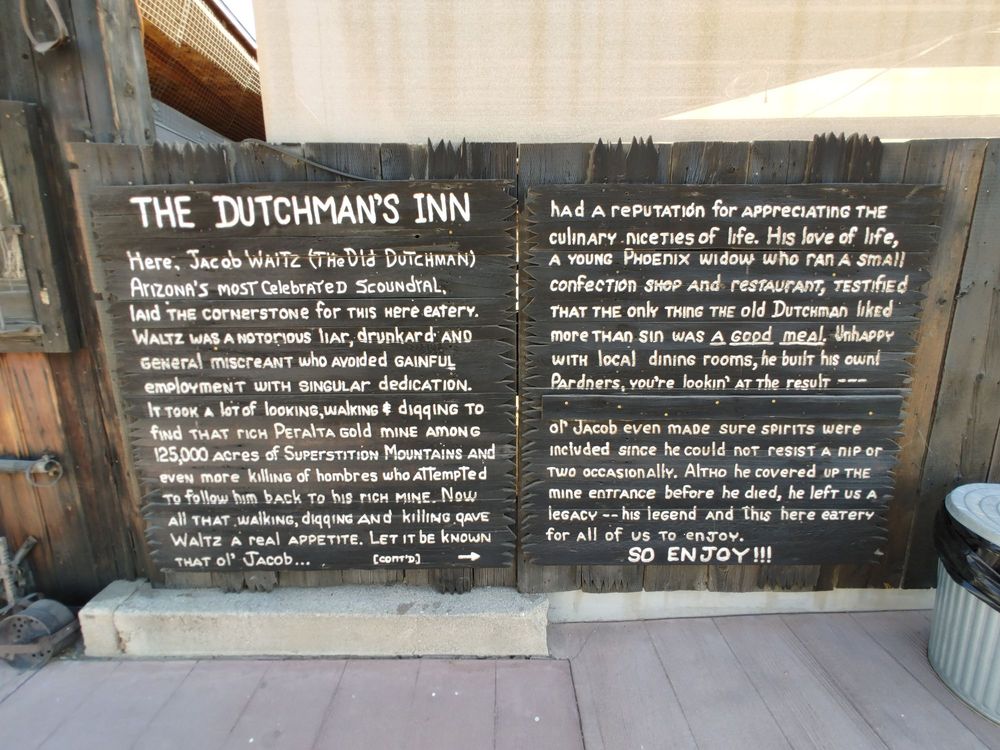 THE DUTCHMAN'S INN
Here, Jacob Waltz (The Old Dutchman)
Arizona's most celebrated scoundral,
laid the cornerstone for this here eatery.
Waltz was a notorious liar, drunkard and
general miscreant who avoided gainful
employment with singular dedication.
It took a lot of looking, walking & digging to
find that rich Peralta gold mine among
125,000 acres of Superstition Mountains and
even more killing of hombres who attempted
to follow him back to his rich mine. Now
all that walking, digging and killing gave
Waltz a real appetite. Let it be known
that ol' Jacob... [cont'd] →
had a reputation for appreciating the
culinary niceties of life. His love of life,
a young Phoenix widow who ran a small
confection shop and restaurant, testified
that the only thing the old Dutchman liked
more than sin was a good meal. Unhappy
with local dining rooms, he built his own!
Pardners, you're lookin' at the result ---
ol' Jacob even made sure spirits were
included since he could not resist a nip or
two occasionally. Altho he covered up the
mine entrance before he died, he left us a
legacy -- his legend and this here eatery
for all of us to enjoy.
SO ENJOY!!!